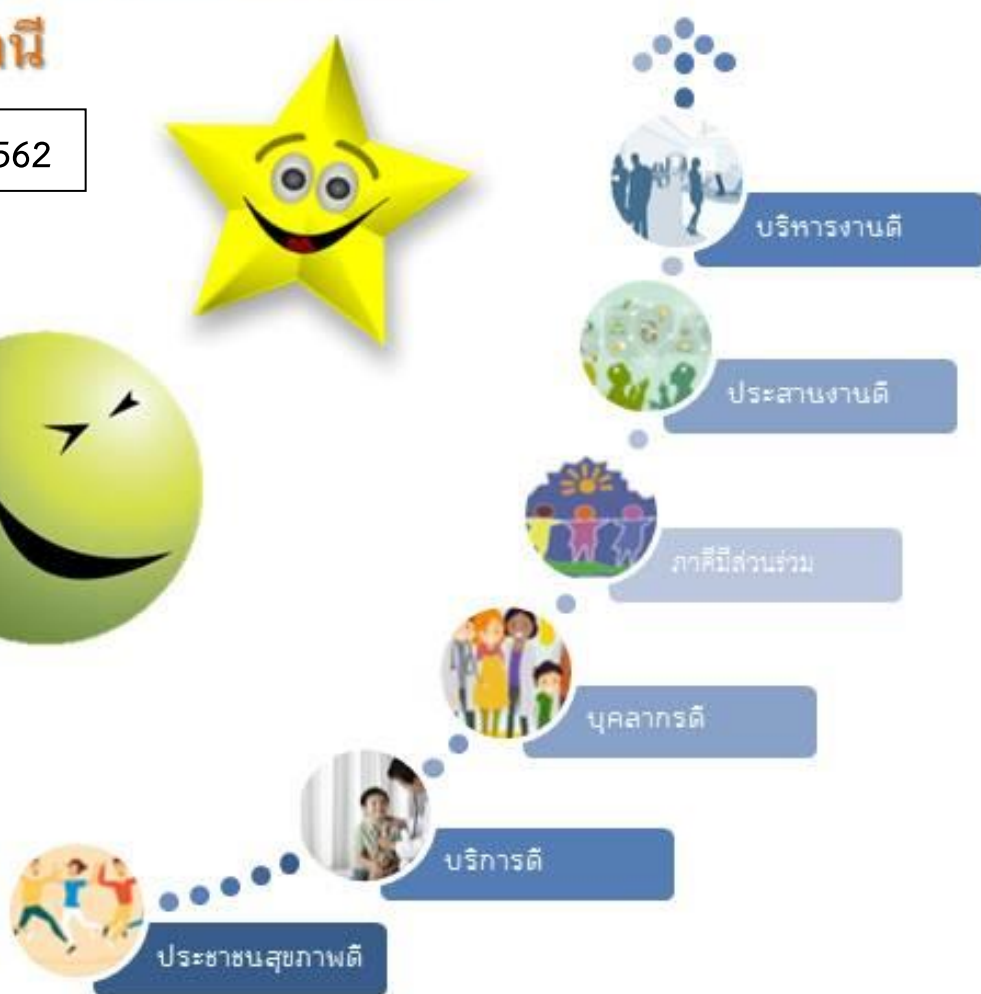 562
บริหารงานดี
ประสานงานดี
ภาคีมีส่วนร่วม
บุคลากรดี
บริการดี
ประชาชนสุขภาพดี